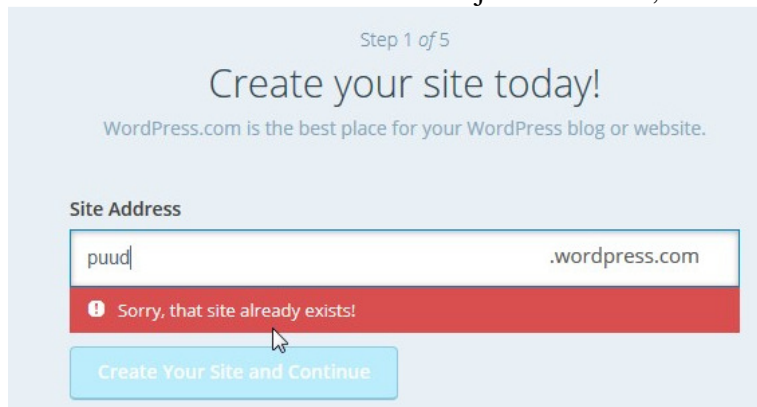 Step 1 of 5
Create your site today!
WordPress.com is the best place for your WordPress blog or website.
Site Address
puud .wordpress.com
Sorry, that site already exists!
Create Your Site and Continue